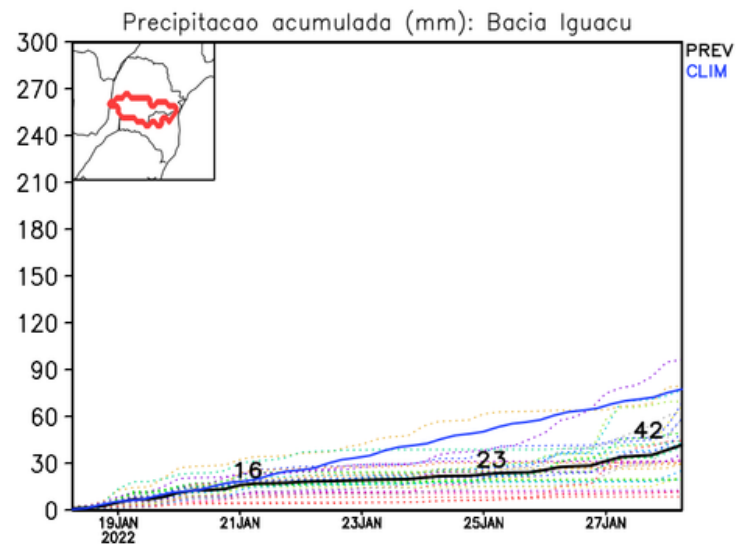 Precipitacao acumulada (mm): Bacia Iguacu
PREV
CLIM
300
270
240
210
180
150
120
90
60
30
0
16
23
42
19JAN
2022
21JAN
23JAN
25JAN
27JAN